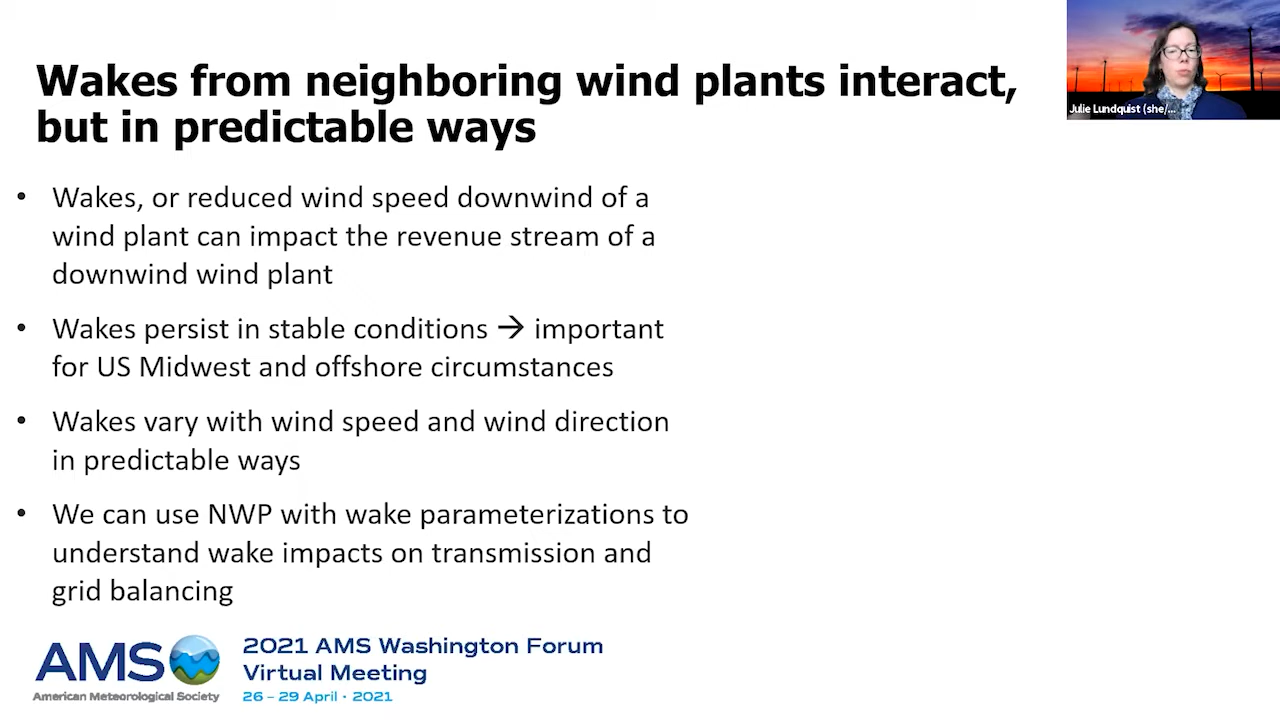 Wakes from neighboring wind plants interact,
but in predictable ways
Julie Lundquist (she/...
• Wakes, or reduced wind speed downwind of a
wind plant can impact the revenue stream of a
downwind wind plant
• Wakes persist in stable conditions → important
for US Midwest and offshore circumstances
• Wakes vary with wind speed and wind direction
in predictable ways
• We can use NWP with wake parameterizations to
understand wake impacts on transmission and
grid balancing
AMS
American Meteorological Society
2021 AMS Washington Forum
Virtual Meeting
26 – 29 April · 2021